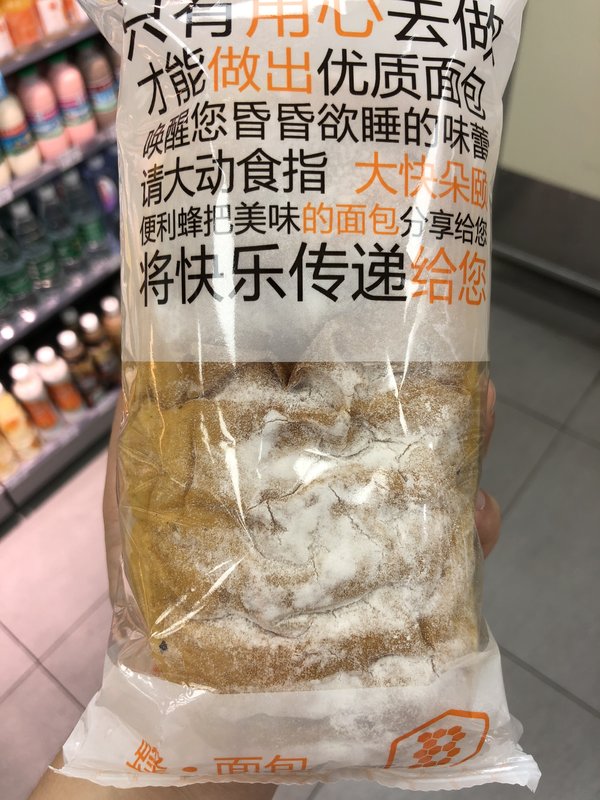 只有用心去做
才能做出优质面包
唤醒您昏昏欲睡的味蕾
请大动食指 大快朵颐
便利蜂把美味的面包分享给您
将快乐传递给您
·面包